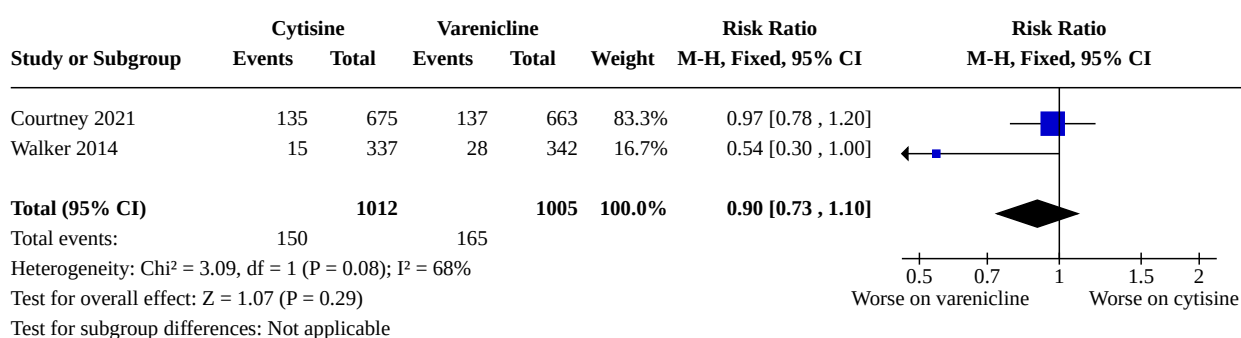 Cytisine Varenicline Risk Ratio Risk Ratio
Study or Subgroup Events Total Events Total Weight M-H, Fixed, 95% CI M-H, Fixed, 95% CI
Courtney 2021 135 675 137 663 83.3% 0.97 [0.78 , 1.20]
Walker 2014 15 337 28 342 16.7% 0.54 [0.30 , 1.00]
Total (95% CI) 1012 1005 100.0% 0.90 [0.73 , 1.10]
Total events: 150 165
Heterogeneity: Chi² = 3.09, df = 1 (P = 0.08); I² = 68%
0.5 0.7 1 1.5 2
Test for overall effect: Z = 1.07 (P = 0.29) Worse on varenicline Worse on cytisine
Test for subgroup differences: Not applicable